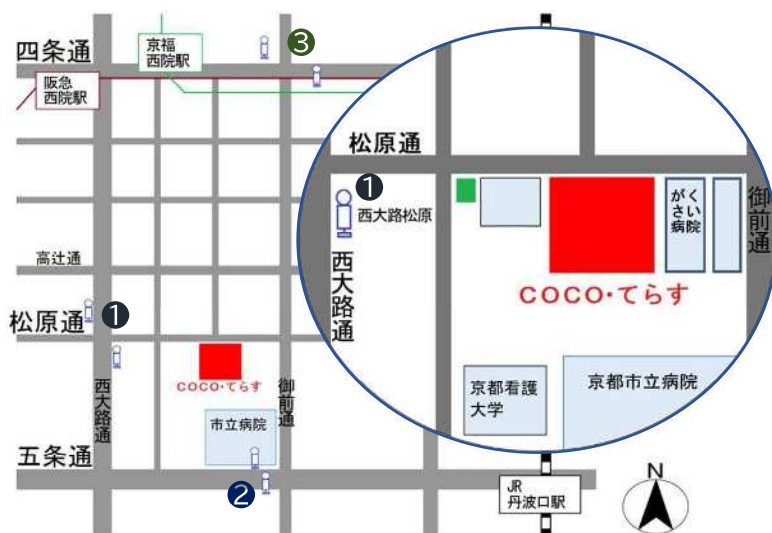 四条通
京福
西院駅
❸
阪急
西院駅
松原通
❶
西大路松原
西大路通
がくさい
病院
御前通
COCO・てらす
京都看護
大学
京都市立病院
高辻通
松原通
❶
西大路通
COCO・てらす
御前通
市立病院
五条通
❷
JR
丹波口駅
N